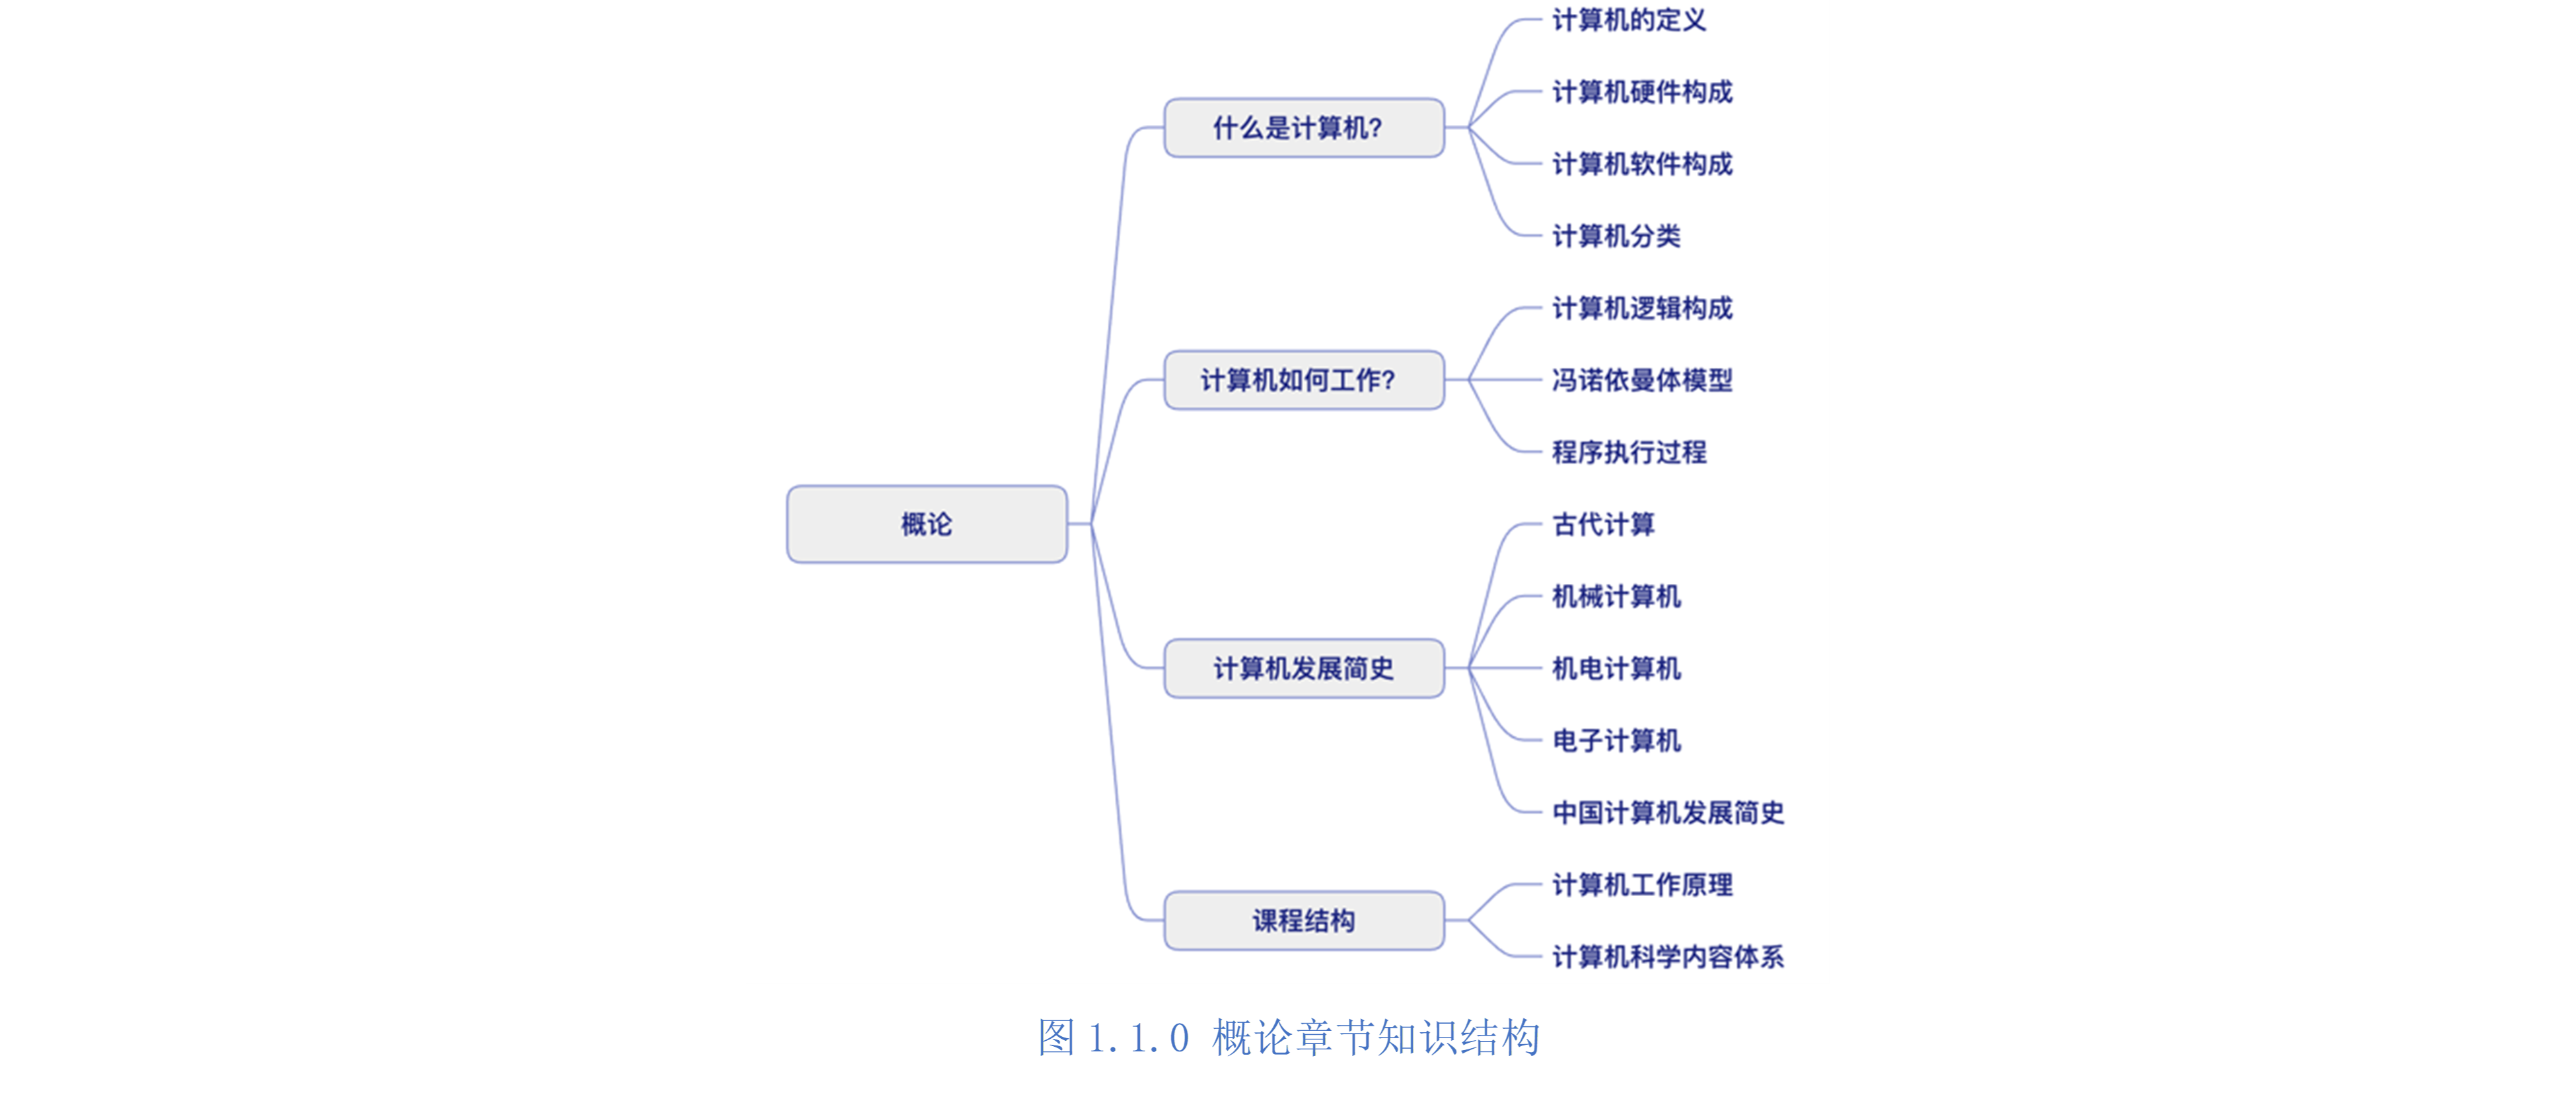 概论
什么是计算机?
计算机的定义
计算机硬件构成
计算机软件构成
计算机分类
计算机如何工作?
计算机逻辑构成
冯诺依曼体模型
程序执行过程
计算机发展简史
古代计算
机械计算机
机电计算机
电子计算机
中国计算机发展简史
课程结构
计算机工作原理
计算机科学内容体系
图 1.1.0 概论章节知识结构